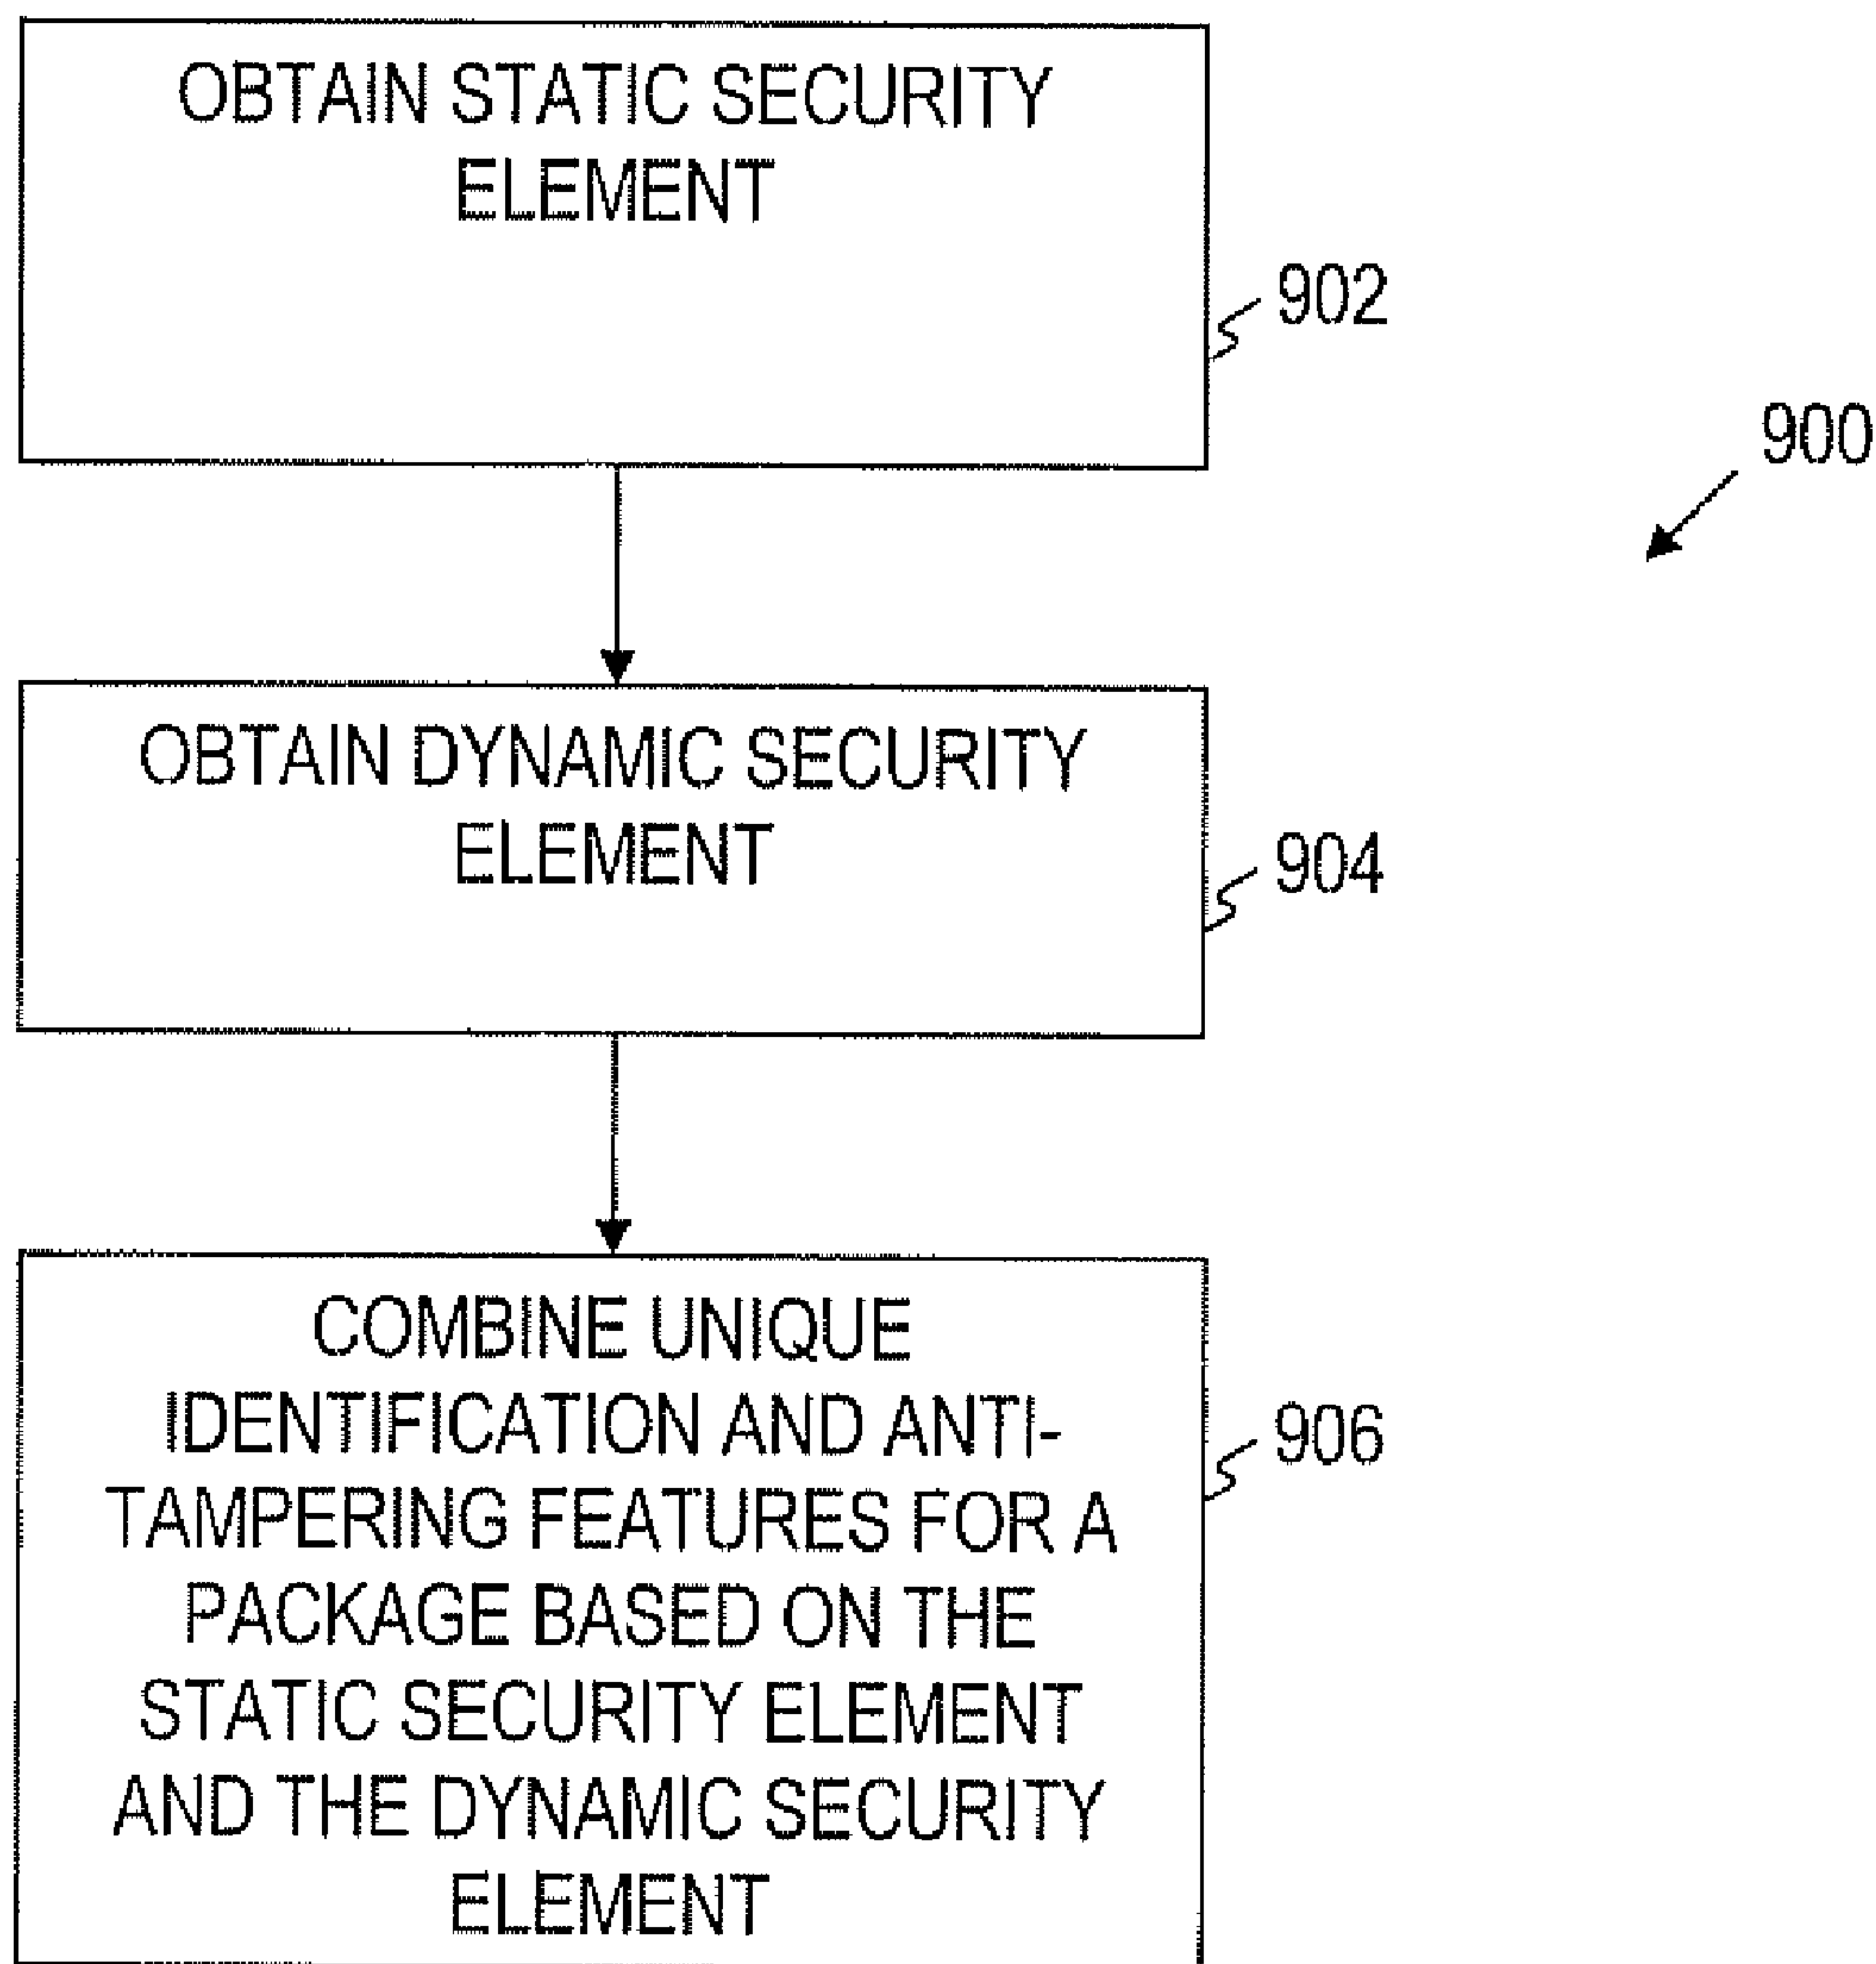 OBTAIN STATIC SECURITY
ELEMENT
902
900
OBTAIN DYNAMIC SECURITY
ELEMENT
904
COMBINE UNIQUE
IDENTIFICATION AND ANTI-
TAMPERING FEATURES FOR A
PACKAGE BASED ON THE
STATIC SECURITY ELEMENT
AND THE DYNAMIC SECURITY
ELEMENT
906